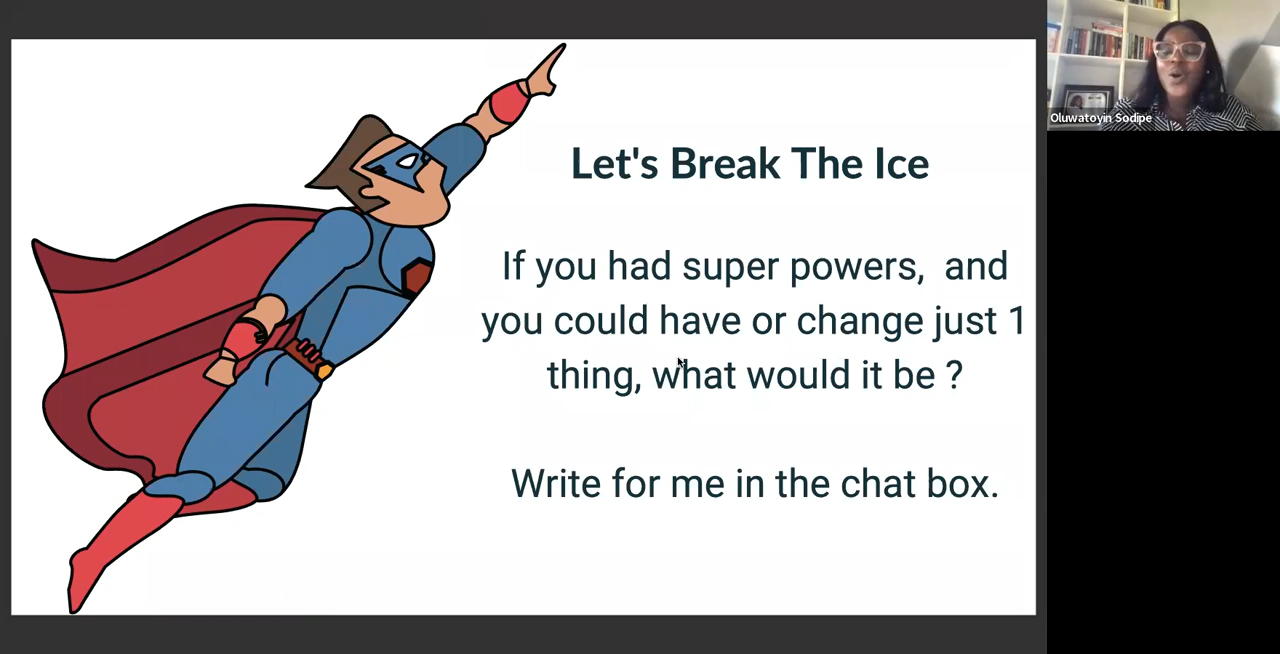 Let's Break The Ice
If you had super powers,  and
you could have or change just 1
thing, what would it be ?
Write for me in the chat box.
Oluwatoyin Sodipe